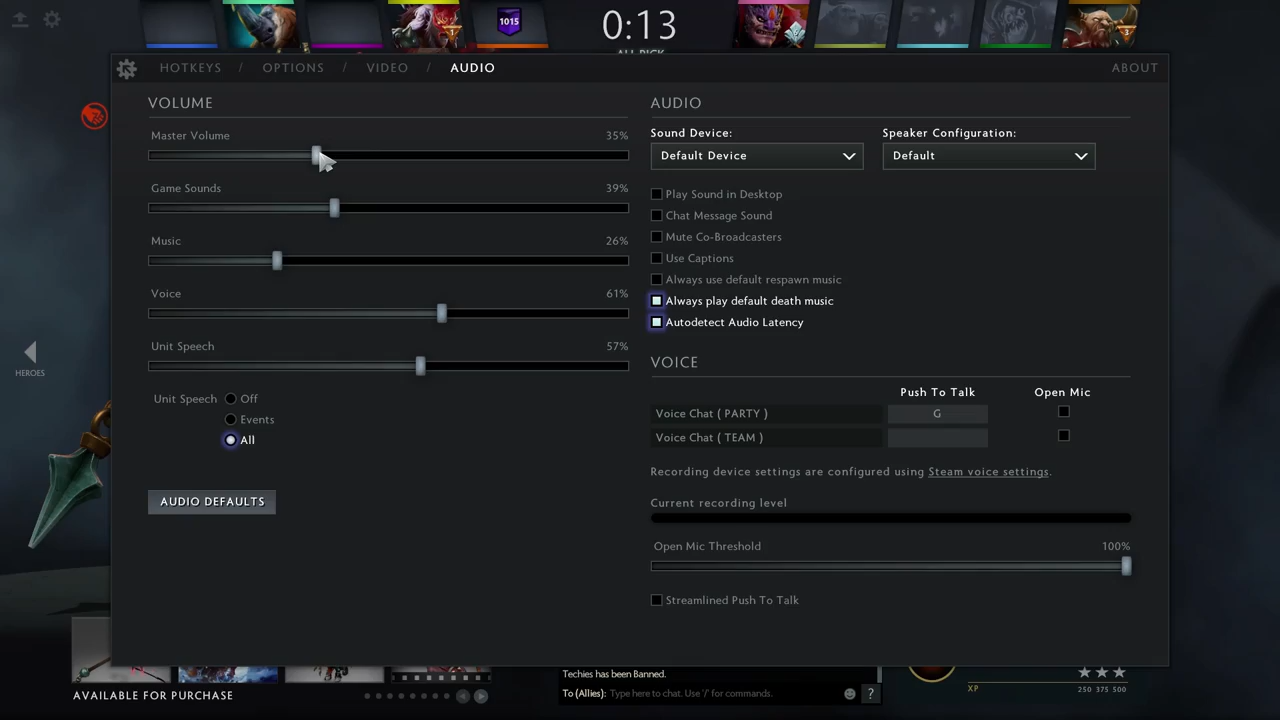 1015
0:13
HOTKEYS / OPTIONS / VIDEO / AUDIO
ABOUT
VOLUME
Master Volume 35%
Game Sounds 39%
Music 26%
Voice 61%
Unit Speech 57%
Unit Speech Off
Events
All
AUDIO DEFAULTS
AUDIO
Sound Device: Speaker Configuration:
Default Device Default
Play Sound in Desktop
Chat Message Sound
Mute Co-Broadcasters
Use Captions
Always use default respawn music
Always play default death music
Autodetect Audio Latency
VOICE
Push To Talk Open Mic
Voice Chat ( PARTY ) G
Voice Chat ( TEAM )
Recording device settings are configured using Steam voice settings.
Current recording level
Open Mic Threshold 100%
Streamlined Push To Talk
HEROES
AVAILABLE FOR PURCHASE
Techies has been Banned.
To (Allies): Type here to chat. Use '/' for commands.
?
XP
250 375 500